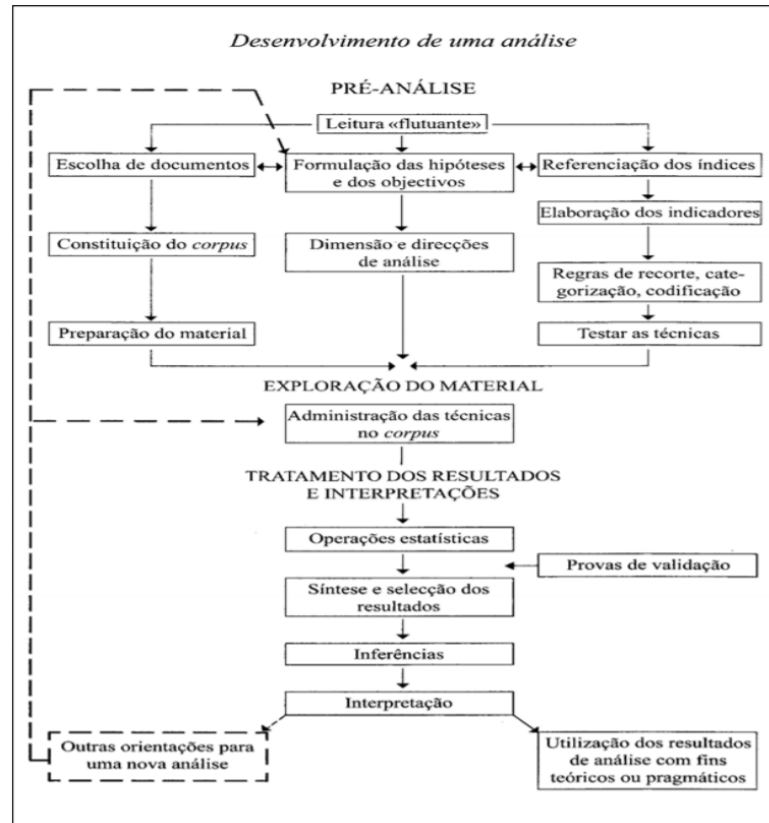 Desenvolvimento de uma análise
PRÉ-ANÁLISE
Leitura «flutuante»
Escolha de documentos
Formulação das hipóteses
e dos objectivos
Referenciação dos índices
Elaboração dos indicadores
Constituição do corpus
Dimensão e direcções
de análise
Regras de recorte, cate-
gorização, codificação
Preparação do material
Testar as técnicas
EXPLORAÇÃO DO MATERIAL
Administração das técnicas
no corpus
TRATAMENTO DOS RESULTADOS
E INTERPRETAÇÕES
Operações estatísticas
Provas de validação
Síntese e selecção dos
resultados
Inferências
Interpretação
Outras orientações para
uma nova análise
Utilização dos resultados
de análise com fins
teóricos ou pragmáticos